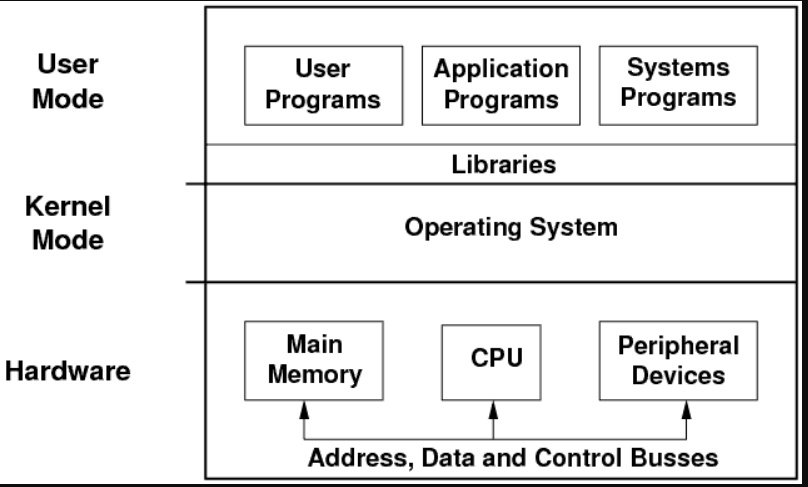 User
Mode
User
Programs
Application
Programs
Systems
Programs
Libraries
Kernel
Mode
Operating System
Hardware
Main
Memory
CPU
Peripheral
Devices
Address, Data and Control Busses